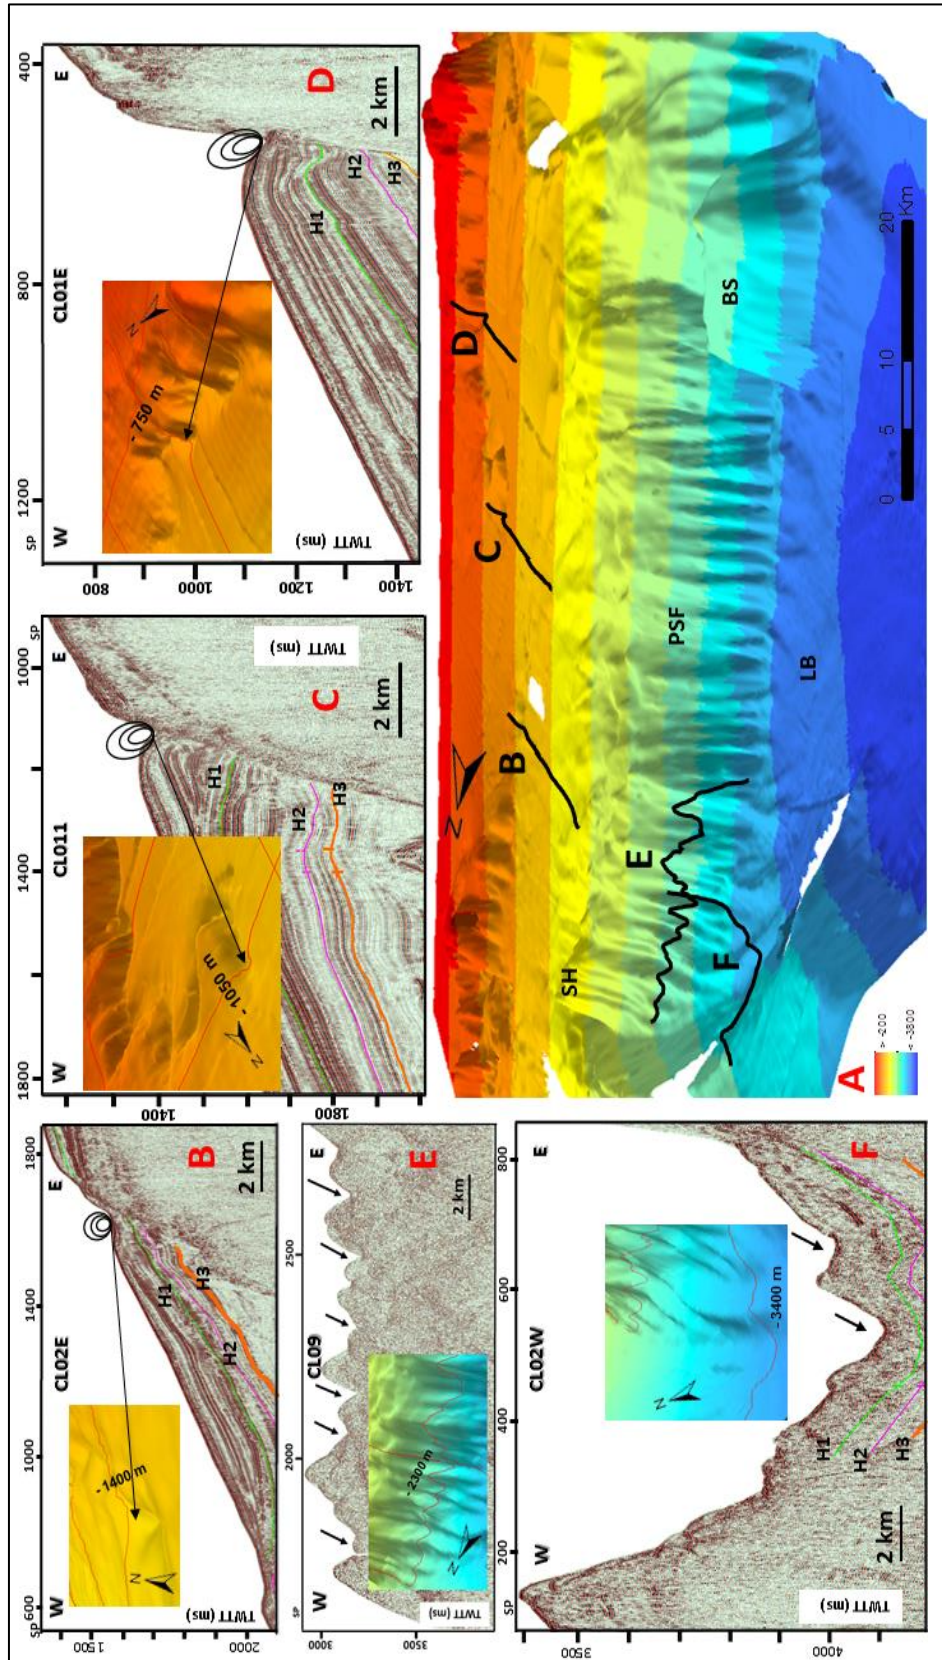 CL02E
SP 600 1000 1400 1800
W
E
1500
2000
TWTT (ms)
- 1400 m
N
H1
H2
H3
B
2 km
CL011
1800 1400 1000 SP
W
E
1400
1800
TWTT (ms)
- 1050 m
N
H1
H2
H3
C
2 km
CL01E
SP 1200 800 400
W
E
800
1000
1200
1400
TWTT (ms)
- 750 m
N
H1
H2
H3
D
2 km
CL09
SP 2000 2500
W
E
3000
3500
TWTT (ms)
- 2300 m
N
E
2 km
CL02W
SP 200 400 600 800
W
E
3500
4000
TWTT (ms)
- 3400 m
N
H1
H2
H3
F
2 km
A
N
B
C
D
E
F
SH
PSF
BS
LB
0 5 10 20
Km
> -200
< -3800